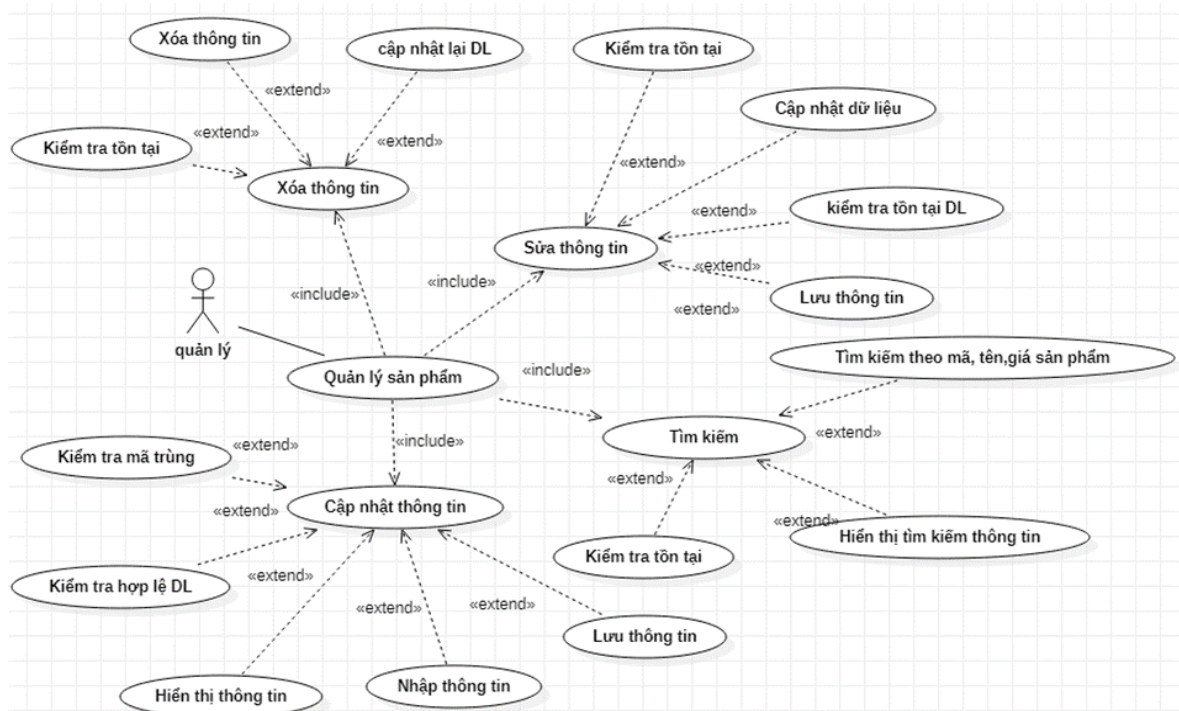 Xóa thông tin
cập nhật lại DL
Kiểm tra tồn tại
«extend»
Cập nhật dữ liệu
«extend»
«extend»
Kiểm tra tồn tại
«extend»
Xóa thông tin
«extend»
kiểm tra tồn tại DL
«extend»
Sửa thông tin
«extend»
«include»
«include»
Lưu thông tin
«extend»
quản lý
Tìm kiếm theo mã, tên,giá sản phẩm
Quản lý sản phẩm
«include»
Tìm kiếm
«extend»
«include»
«extend»
Kiểm tra mã trùng
«extend»
Cập nhật thông tin
«extend»
«extend»
Hiển thị tìm kiếm thông tin
Kiểm tra tồn tại
Kiểm tra hợp lệ DL
«extend»
«extend»
«extend»
Lưu thông tin
Hiển thị thông tin
Nhập thông tin